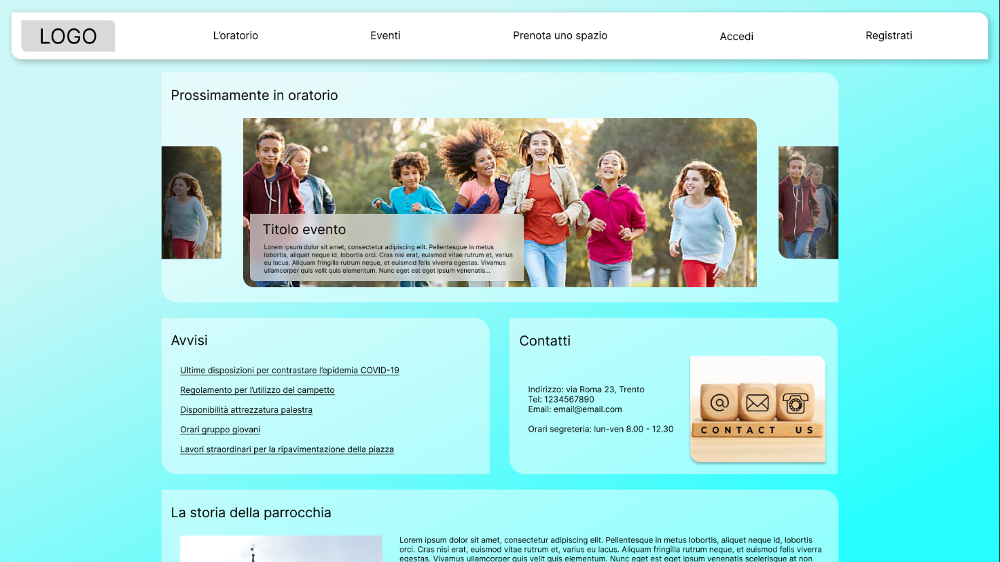 LOGO
L’oratorio
Eventi
Prenota uno spazio
Accedi
Registrati
Prossimamente in oratorio
Titolo evento
Lorem ipsum dolor sit amet, consectetur adipiscing elit. Pellentesque in metus
lobortis, aliquet neque id, lobortis orci. Cras nisi erat, euismod vitae rutrum et, varius
eu lacus. Aliquam fringilla rutrum neque, et euismod felis viverra egestas. Vivamus
ullamcorper quis velit quis elementum. Nunc eget est eget ipsum venenatis...
Avvisi
Ultime disposizioni per contrastare l’epidemia COVID-19
Regolamento per l’utilizzo del campetto
Disponibilità attrezzatura palestra
Orari gruppo giovani
Lavori straordinari per la ripavimentazione della piazza
Contatti
Indirizzo: via Roma 23, Trento
Tel: 1234567890
Email: email@email.com
Orari segreteria: lun-ven 8.00 - 12.30
CONTACT US
La storia della parrocchia
Lorem ipsum dolor sit amet, consectetur adipiscing elit. Pellentesque in metus lobortis, aliquet neque id, lobortis
orci. Cras nisi erat, euismod vitae rutrum et, varius eu lacus. Aliquam fringilla rutrum neque, et euismod felis viverra
egestas. Vivamus ullamcorper quis velit quis elementum. Nunc eget est eget ipsum venenatis scelerisque at non